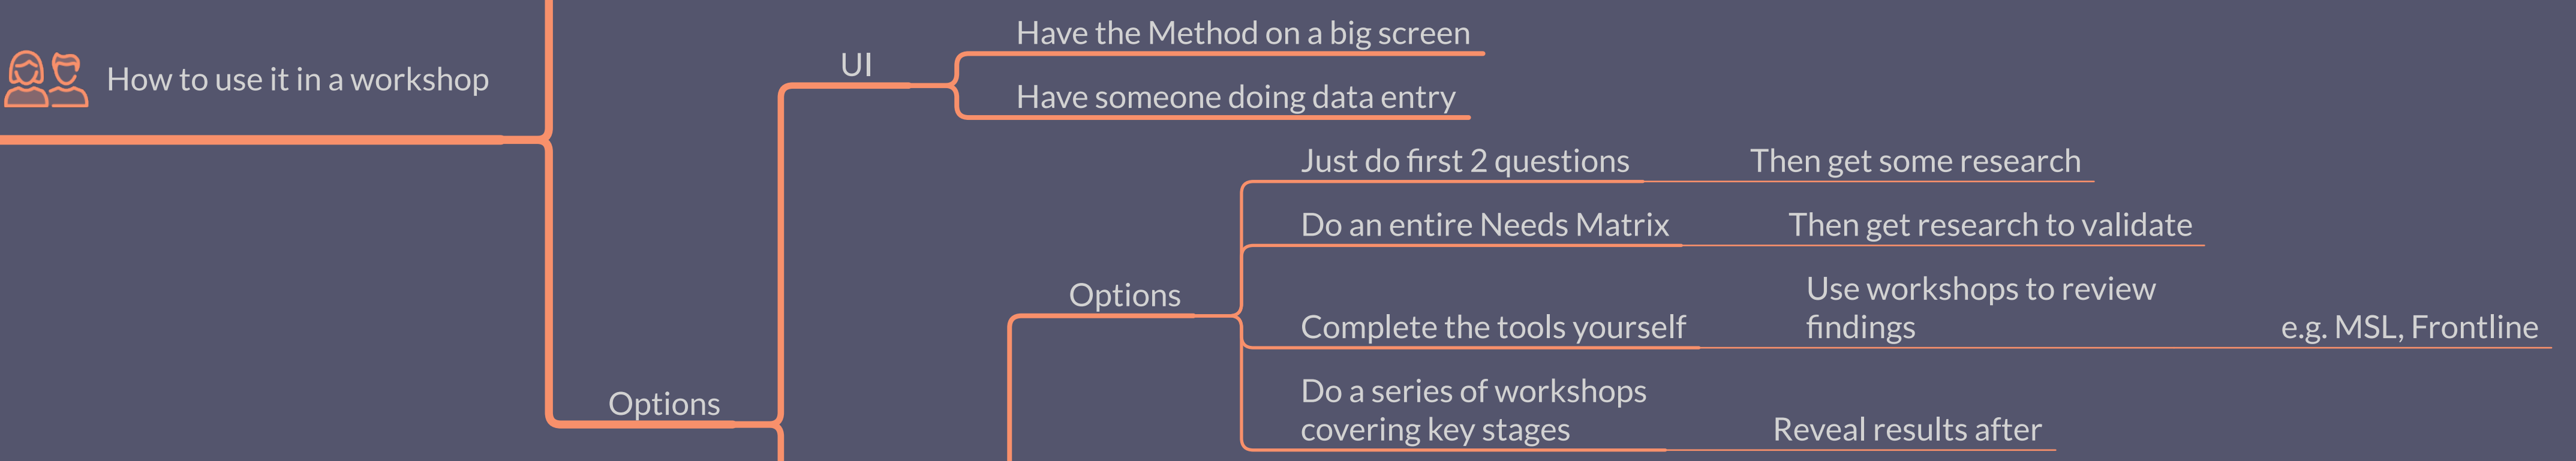 How to use it in a workshop
UI
Have the Method on a big screen
Have someone doing data entry
Options
Options
Just do first 2 questions
Then get some research
Do an entire Needs Matrix
Then get research to validate
Complete the tools yourself
Use workshops to review
findings
e.g. MSL, Frontline
Do a series of workshops
covering key stages
Reveal results after